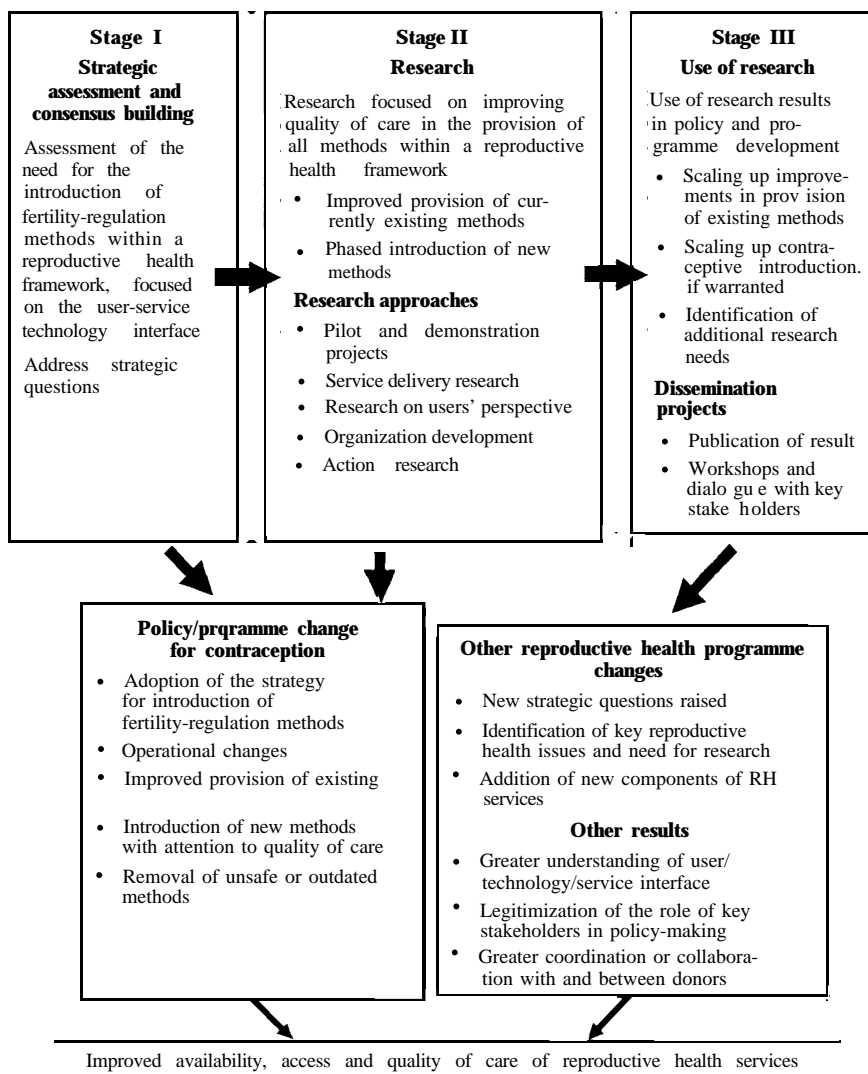 Stage I
Strategic
assessment and
consensus building
Assessment of the
need for the
introduction of
fertility-regulation
methods within a
reproductive health
framework, focused
on the user-service
technology interface
Address strategic
questions
Stage II
Research
Research focused on improving
quality of care in the provision of
all methods within a reproductive
health framework
• Improved provision of cur-
rently existing methods
• Phased introduction of new
methods
Research approaches
• Pilot and demonstration
projects
• Service delivery research
• Research on users' perspective
• Organization development
• Action research
Stage III
Use of research
Use of research results
in policy and pro-
gramme development
• Scaling up improve-
ments in prov ision
of existing methods
• Scaling up contra-
ceptive introduction.
if warranted
• Identification of
additional research
needs
Dissemination
projects
• Publication of result
• Workshops and
dialo gu e with key
stake holders
Policy/prqramme change
for contraception
• Adoption of the strategy
for introduction of
fertility-regulation methods
• Operational changes
• Improved provision of existing
• Introduction of new methods
with attention to quality of care
• Removal of unsafe or outdated
methods
Other reproductive health programme
changes
• New strategic questions raised
• Identification of key reproductive
health issues and need for research
• Addition of new components of RH
services
Other results
• Greater understanding of user/
technology/service interface
• Legitimization of the role of key
stakeholders in policy-making
• Greater coordination or collabora-
tion with and between donors
Improved availability, access and quality of care of reproductive health services